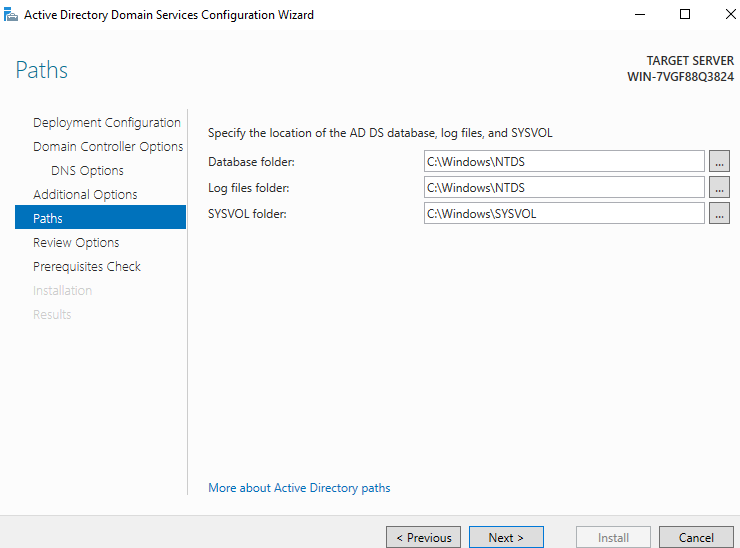 Active Directory Domain Services Configuration Wizard
Paths
TARGET SERVER
WIN-7VGF88Q3824
Deployment Configuration
Domain Controller Options
DNS Options
Additional Options
Paths
Review Options
Prerequisites Check
Installation
Results
Specify the location of the AD DS database, log files, and SYSVOL
Database folder: C:\Windows\NTDS ...
Log files folder: C:\Windows\NTDS ...
SYSVOL folder: C:\Windows\SYSVOL ...
More about Active Directory paths
< Previous Next > Install Cancel